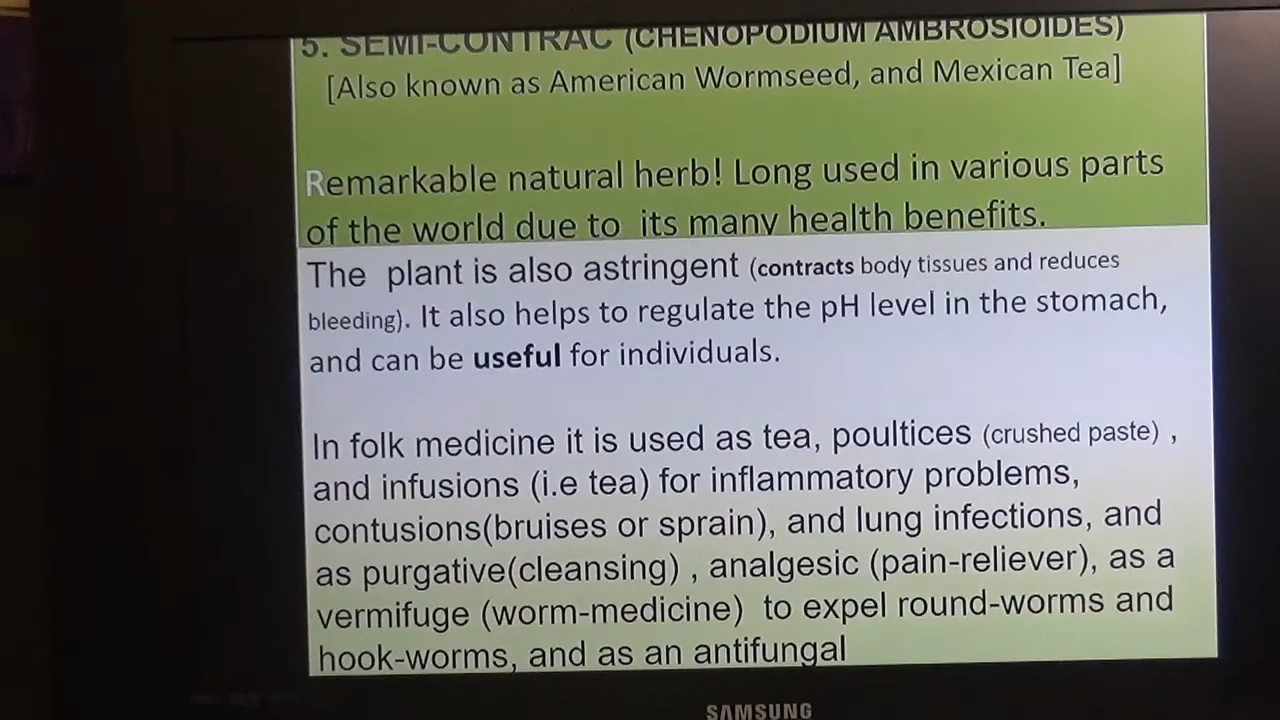 5. SEMI-CONTRAC (CHENOPODIUM AMBROSIOIDES)
[Also known as American Wormseed, and Mexican Tea]
Remarkable natural herb! Long used in various parts
of the world due to its many health benefits.
The plant is also astringent (contracts body tissues and reduces
bleeding). It also helps to regulate the pH level in the stomach,
and can be useful for individuals.
In folk medicine it is used as tea, poultices (crushed paste) ,
and infusions (i.e tea) for inflammatory problems,
contusions(bruises or sprain), and lung infections, and
as purgative(cleansing) , analgesic (pain-reliever), as a
vermifuge (worm-medicine) to expel round-worms and
hook-worms, and as an antifungal
SAMSUNG